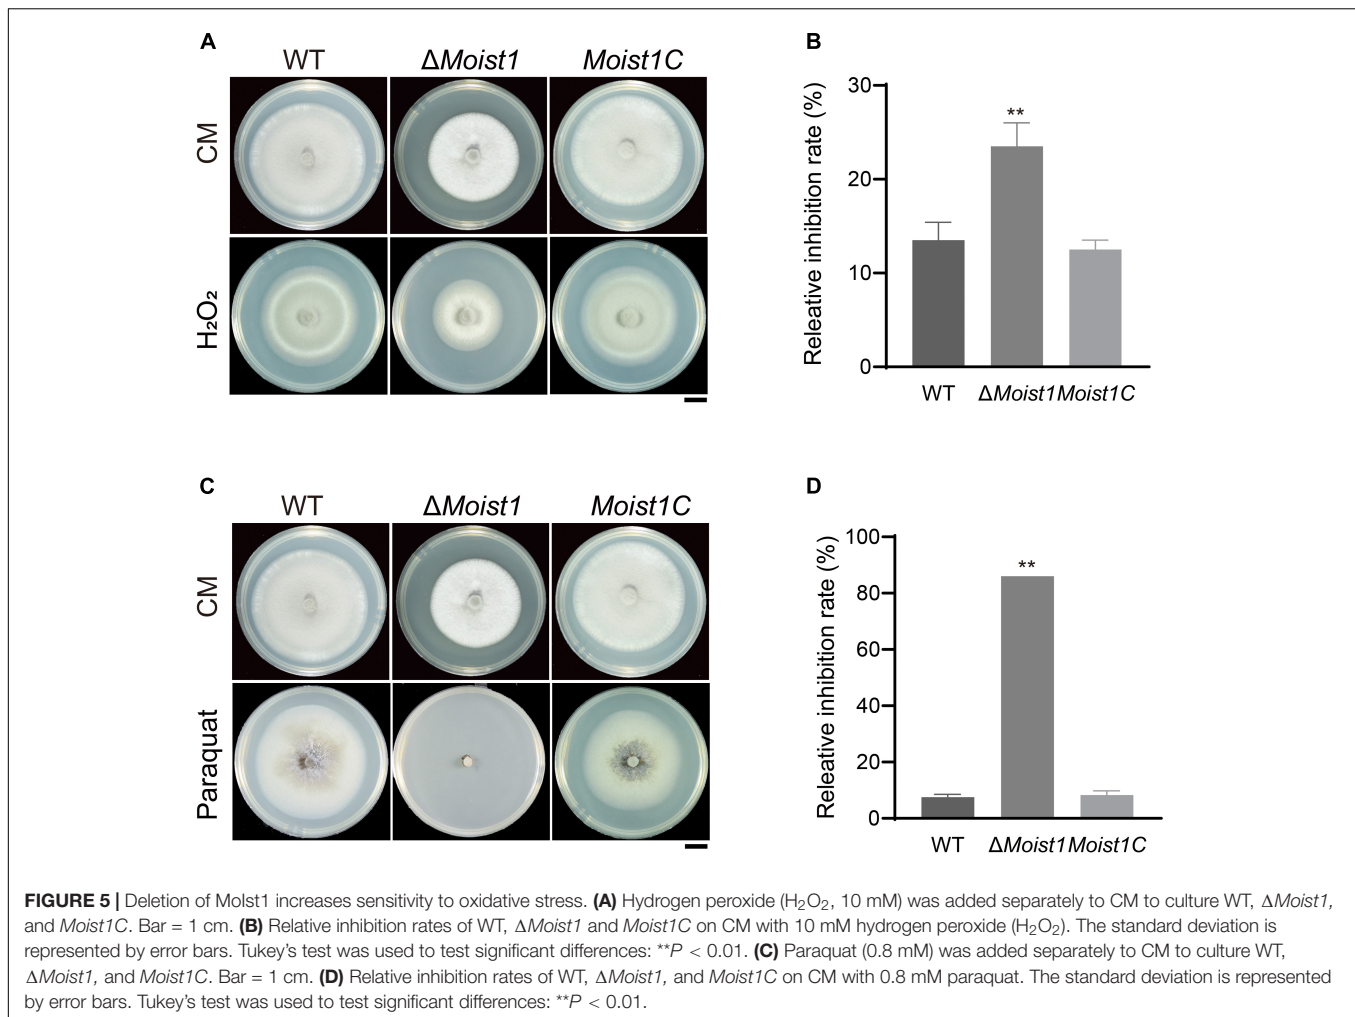 A
WT
ΔMoist1
Moist1C
CM
H₂O₂
B
Releative inhibition rate (%)
30
20
10
0
**
WT
ΔMoist1
Moist1C
C
WT
ΔMoist1
Moist1C
CM
Paraquat
D
Releative inhibition rate (%)
100
80
60
40
20
0
**
WT
ΔMoist1
Moist1C
FIGURE 5 | Deletion of MoIst1 increases sensitivity to oxidative stress. (A) Hydrogen peroxide (H₂O₂, 10 mM) was added separately to CM to culture WT, ΔMoist1,
and Moist1C. Bar = 1 cm. (B) Relative inhibition rates of WT, ΔMoist1 and Moist1C on CM with 10 mM hydrogen peroxide (H₂O₂). The standard deviation is
represented by error bars. Tukey’s test was used to test significant differences: **P < 0.01. (C) Paraquat (0.8 mM) was added separately to CM to culture WT,
ΔMoist1, and Moist1C. Bar = 1 cm. (D) Relative inhibition rates of WT, ΔMoist1, and Moist1C on CM with 0.8 mM paraquat. The standard deviation is represented
by error bars. Tukey’s test was used to test significant differences: **P < 0.01.